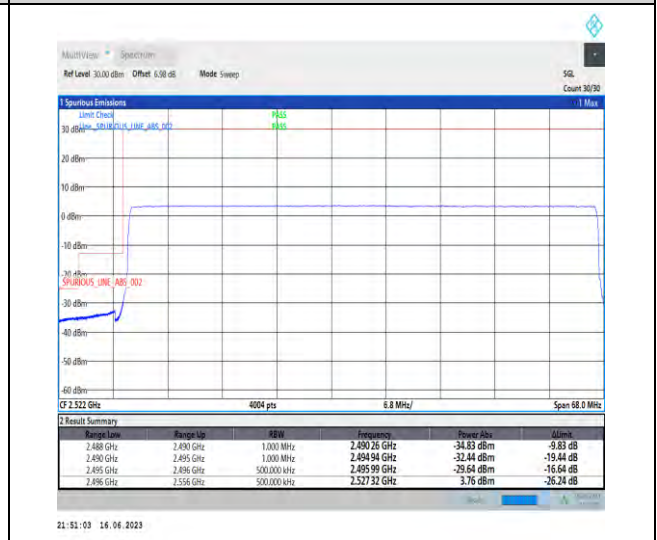 MultiView Spectrum
Ref Level 30.00 dBm Offset 6.98 dB Mode Sweep SGL
Count 30/30
1 Spurious Emissions 1 Max
Limit Check PASS
30 dBm Line_SPURIOUS_LINE_ABS_002 PASS
20 dBm
10 dBm
0 dBm
-10 dBm
-20 dBm
SPURIOUS_LINE_ABS_002
-30 dBm
-40 dBm
-50 dBm
-60 dBm
CF 2.522 GHz 4004 pts 6.8 MHz/ Span 68.0 MHz
2 Result Summary
Range Low Range Up RBW Frequency Power Abs ΔLimit
2.488 GHz 2.490 GHz 1.000 MHz 2.490 26 GHz -34.83 dBm -9.83 dB
2.490 GHz 2.495 GHz 1.000 MHz 2.494 94 GHz -32.44 dBm -19.44 dB
2.495 GHz 2.496 GHz 500.000 kHz 2.495 99 GHz -29.64 dBm -16.64 dB
2.496 GHz 2.556 GHz 500.000 kHz 2.527 32 GHz 3.76 dBm -26.24 dB
21:51:03 16.06.2023